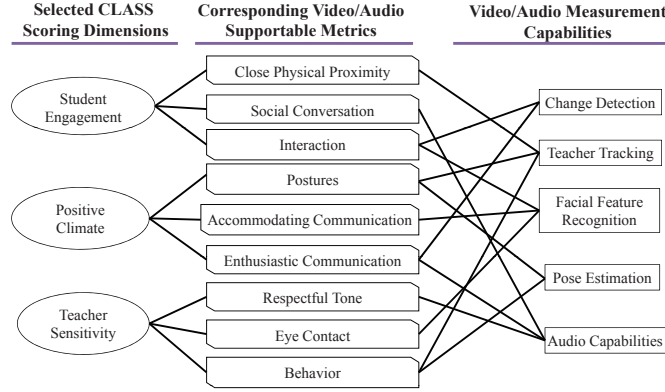 Selected CLASS
Scoring Dimensions
Corresponding Video/Audio
Supportable Metrics
Video/Audio Measurement
Capabilities
Student
Engagement
Positive
Climate
Teacher
Sensitivity
Close Physical Proximity
Social Conversation
Interaction
Postures
Accommodating Communication
Enthusiastic Communication
Respectful Tone
Eye Contact
Behavior
Change Detection
Teacher Tracking
Facial Feature
Recognition
Pose Estimation
Audio Capabilities